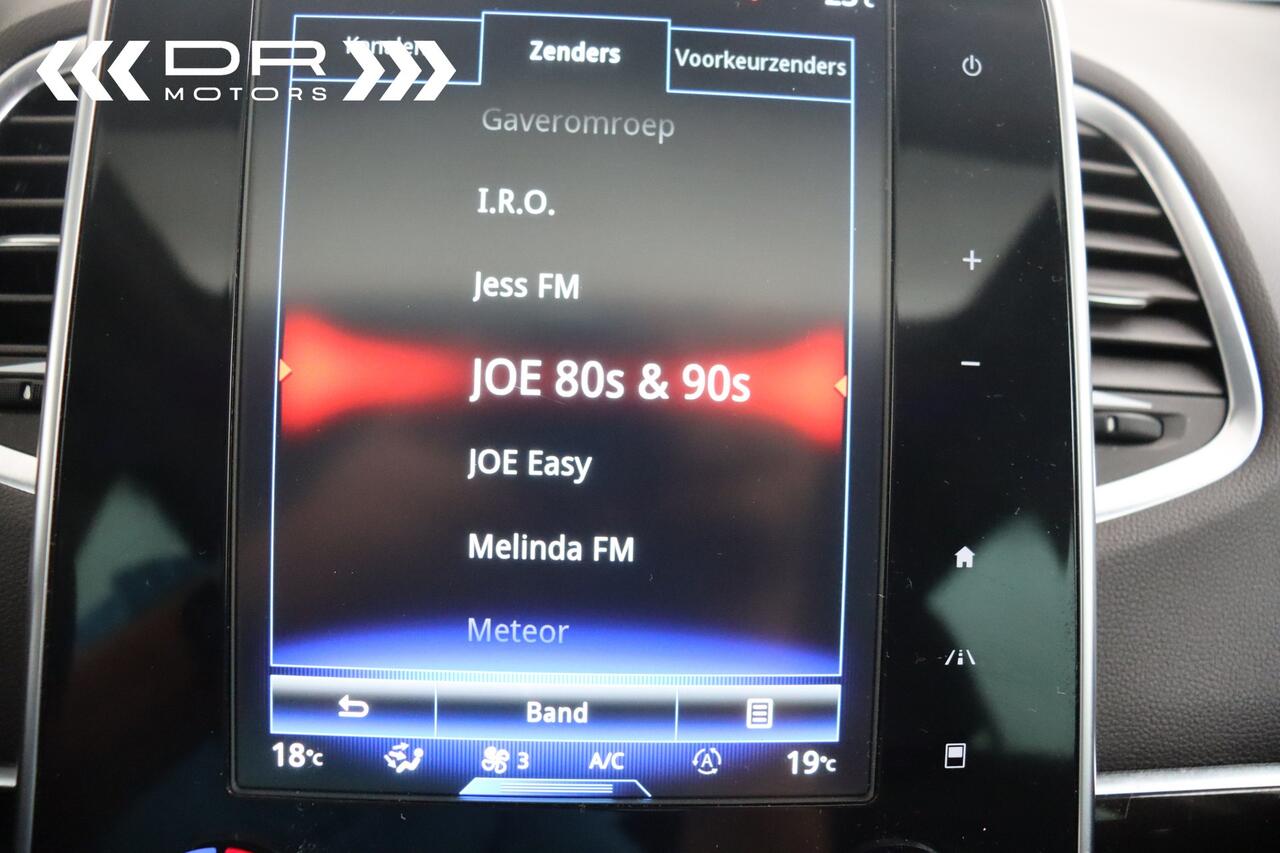 DR
MOTORS
Zenders
Voorkeurzenders
Gaveromroep
I.R.O.
Jess FM
JOE 80s & 90s
JOE Easy
Melinda FM
Meteor
Band
18°C 3 A/C A 19°C